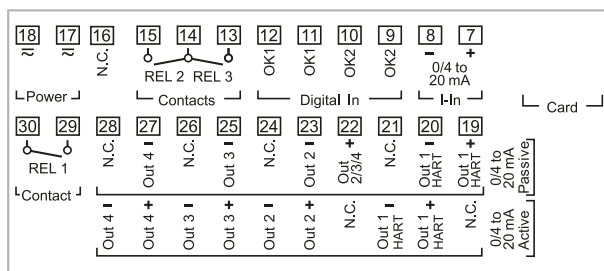 18 17 16 15 14 13 12 11 10 9 8 7
≂ ≂ N.C. OK1 OK1 OK2 OK2 − +
REL 2 REL 3 0/4 to
20 mA
Power Contacts Digital In I-In Card
30 29 28 27 26 25 24 23 22 21 20 19
REL 1 N.C. Out 4 − N.C. Out 3 − N.C. Out 2 − Out + 2/3/4 N.C. Out 1 − HART Out 1 + HART 0/4 to 20 mA Passive
Contact
Out 4 − Out 4 + Out 3 − Out 3 + Out 2 − Out 2 + N.C. Out 1 − HART Out 1 + HART N.C. 0/4 to 20 mA Active